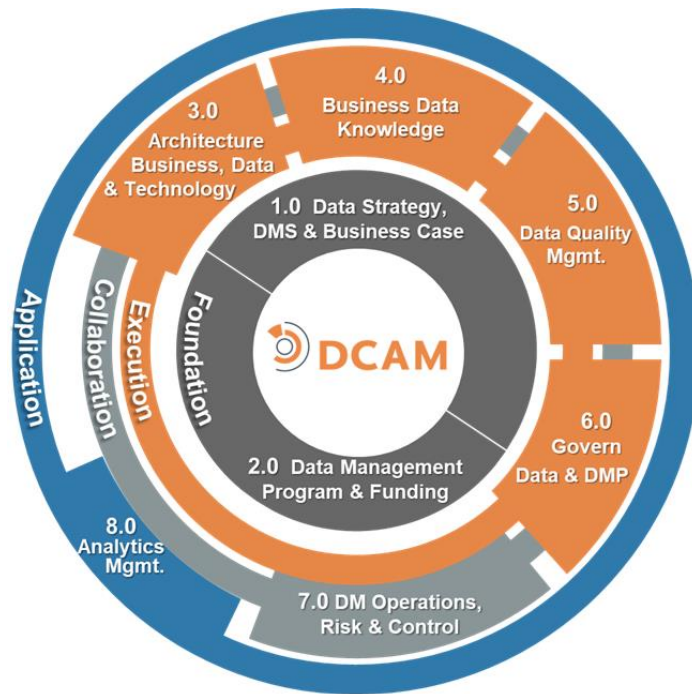 3.0
Architecture
Business, Data
& Technology
4.0
Business Data
Knowledge
5.0
Data Quality
Mgmt.
1.0 Data Strategy,
DMS & Business Case
Application
Collaboration
Execution
Foundation
DCAM
2.0 Data Management
Program & Funding
6.0
Govern
Data & DMP
8.0
Analytics
Mgmt.
7.0 DM Operations,
Risk & Control